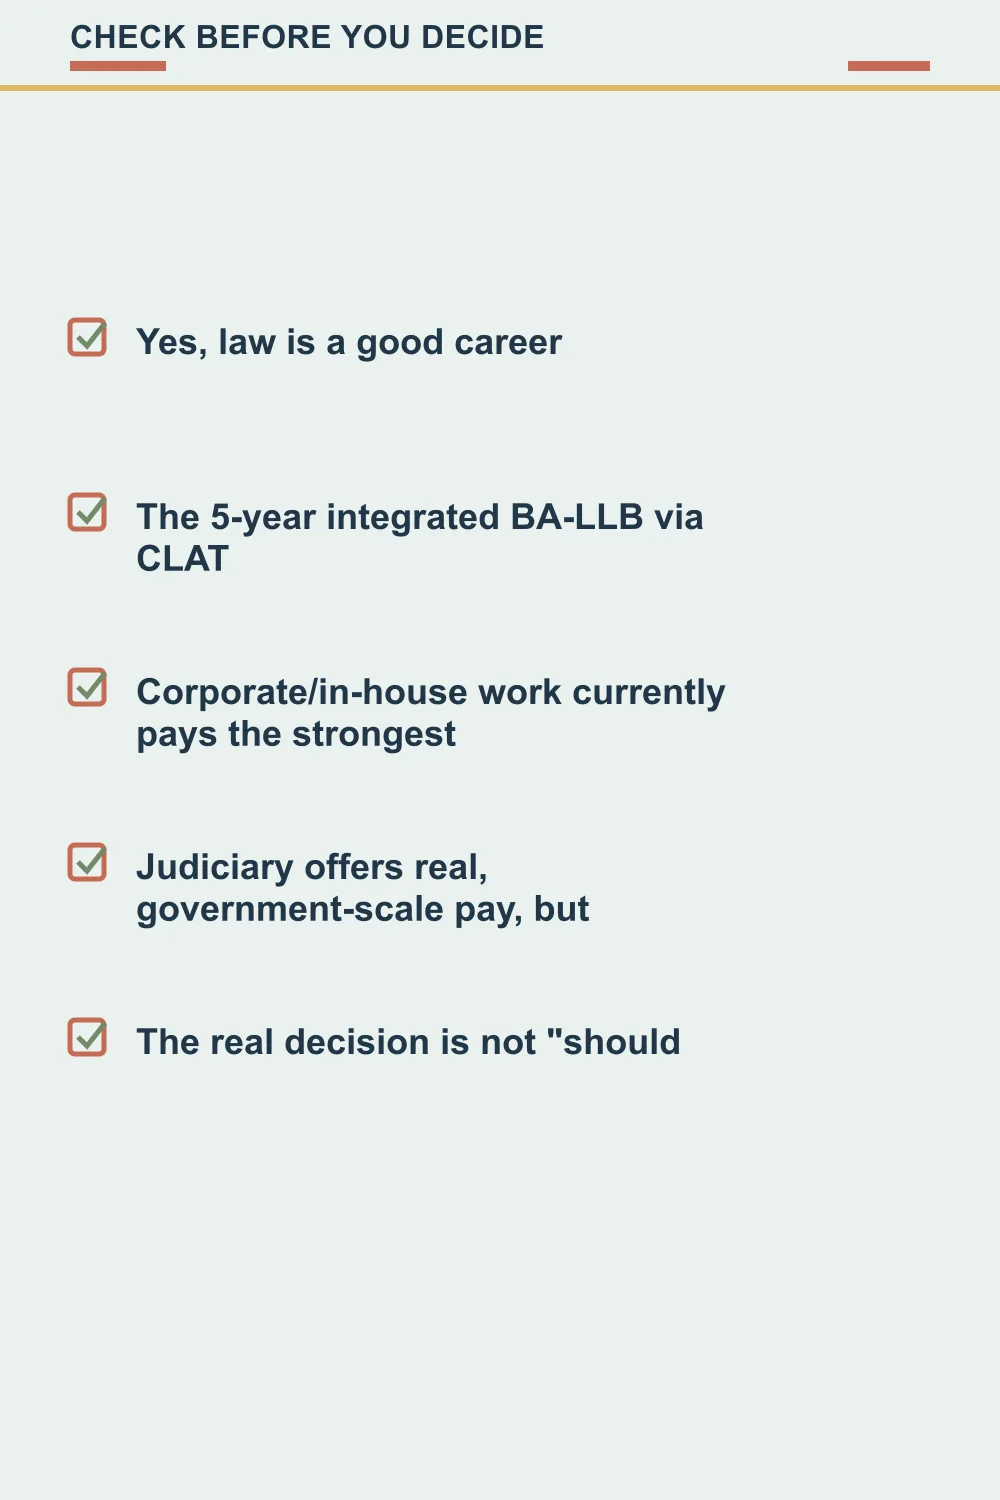 CHECK BEFORE YOU DECIDE
Yes, law is a good career
The 5-year integrated BA-LLB via
CLAT
Corporate/in-house work currently
pays the strongest
Judiciary offers real,
government-scale pay, but
The real decision is not "should